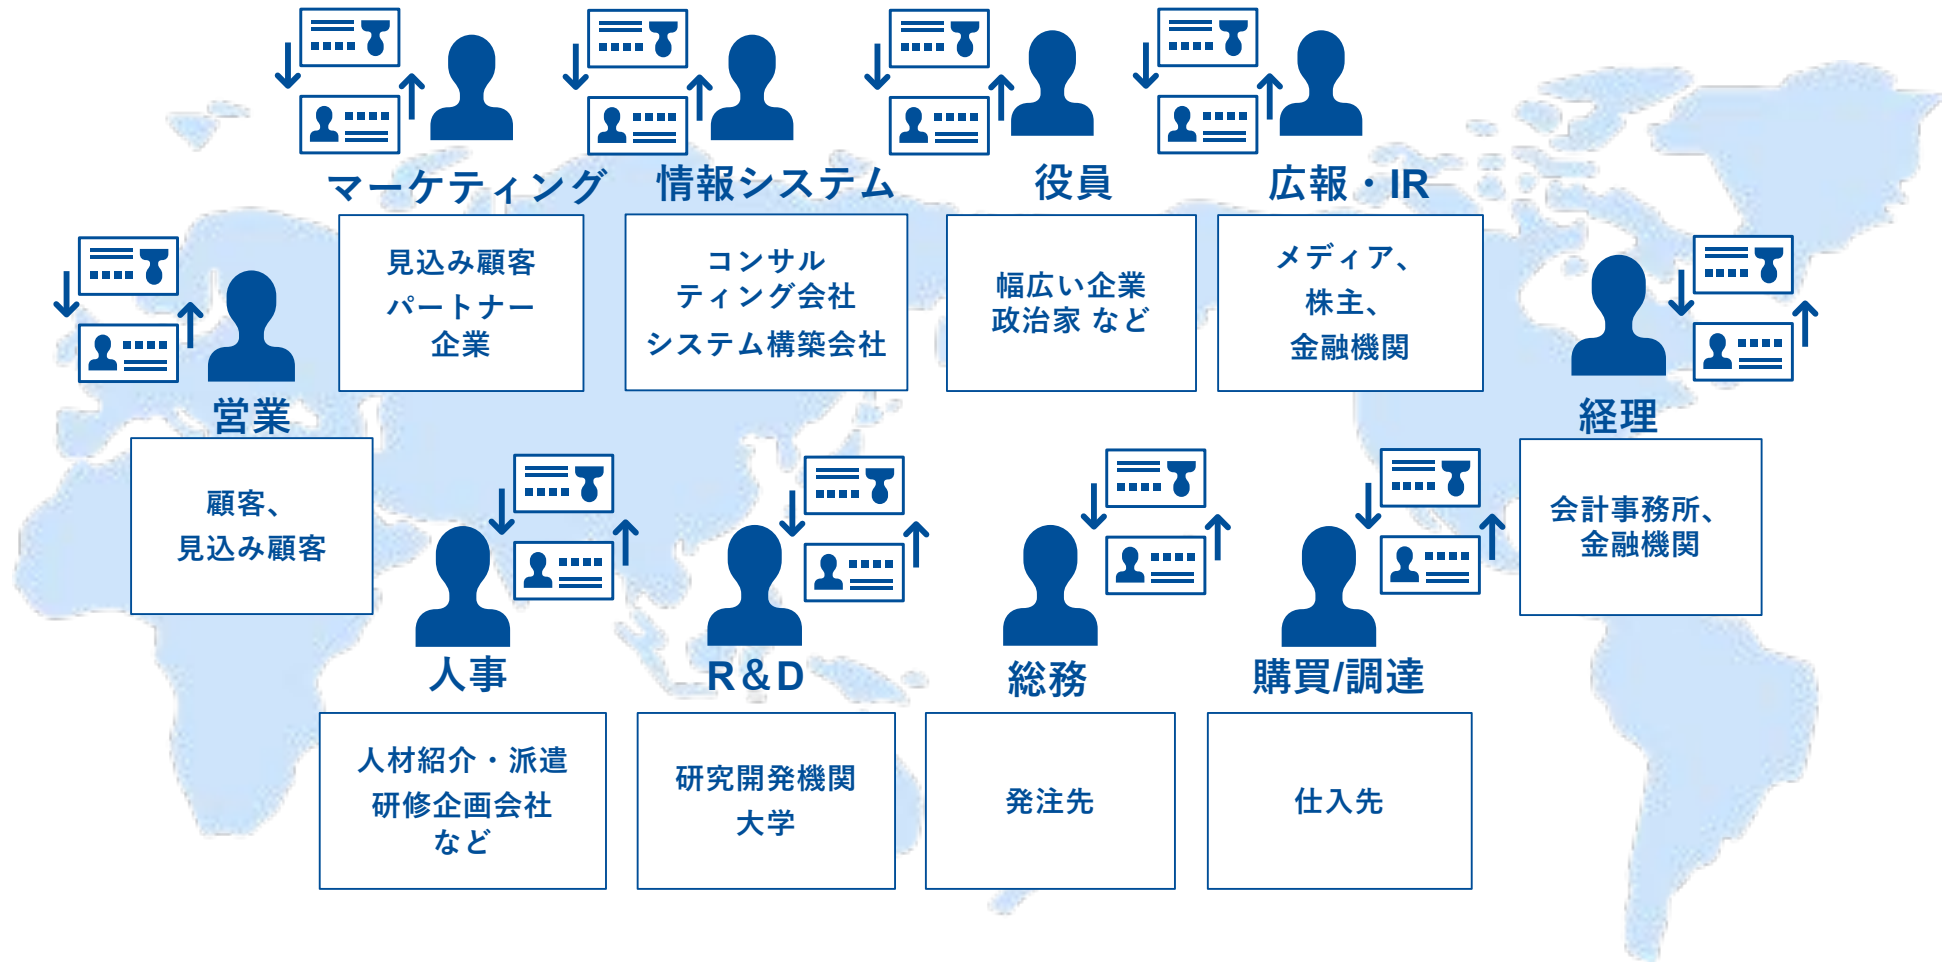 マーケティング
見込み顧客
パートナー
企業
情報システム
コンサル
ティング会社
システム構築会社
役員
幅広い企業
政治家 など
広報・IR
メディア、
株主、
金融機関
営業
顧客、
見込み顧客
経理
会計事務所、
金融機関
人事
人材紹介・派遣
研修企画会社
など
R&D
研究開発機関
大学
総務
発注先
購買/調達
仕入先